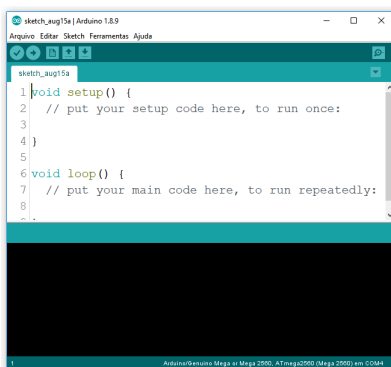 sketch_aug15a | Arduino 1.8.9
Arquivo Editar Sketch Ferramentas Ajuda
sketch_aug15a
1 void setup() {
2 // put your setup code here, to run once:
3
4 }
5
6 void loop() {
7 // put your main code here, to run repeatedly:
8
1 Arduino/Genuino Mega or Mega 2560, ATmega2560 (Mega 2560) em COM4